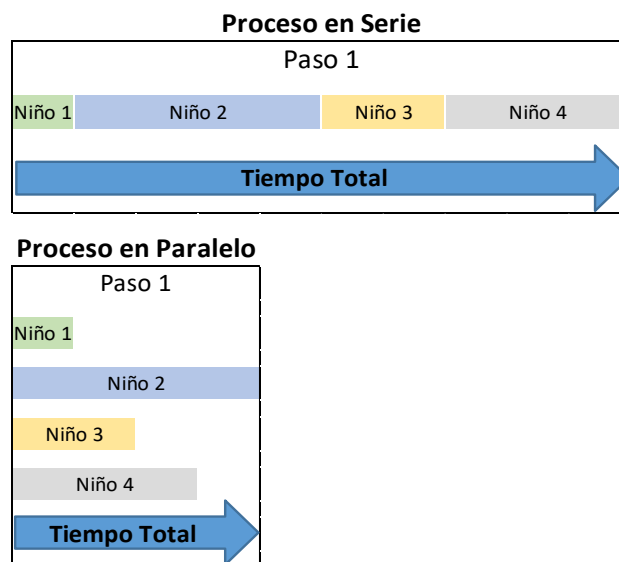 Proceso en Serie
Paso 1
Niño 1 Niño 2 Niño 3 Niño 4
Tiempo Total
Proceso en Paralelo
Paso 1
Niño 1
Niño 2
Niño 3
Niño 4
Tiempo Total